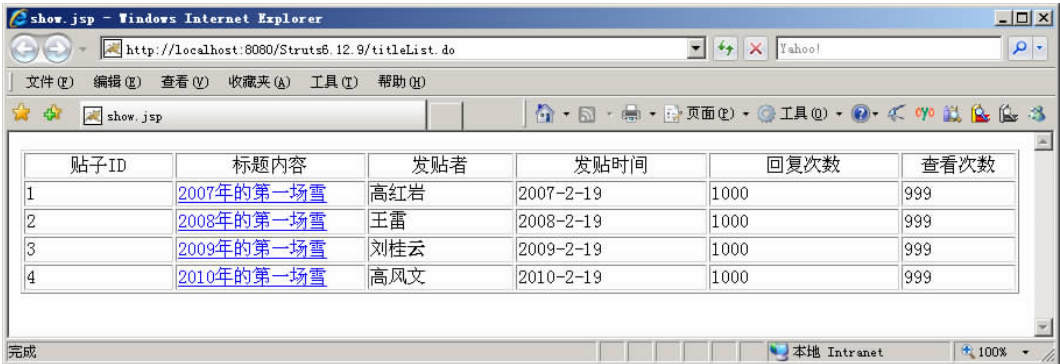 show.jsp - Windows Internet Explorer
http://localhost:8080/Struts6.12.9/titleList.do Yahoo!
文件(F) 编辑(E) 查看(V) 收藏夹(A) 工具(T) 帮助(H)
show.jsp 页面(P) 工具(O)
贴子ID 标题内容 发贴者 发贴时间 回复次数 查看次数
1 2007年的第一场雪 高红岩 2007-2-19 1000 999
2 2008年的第一场雪 王雷 2008-2-19 1000 999
3 2009年的第一场雪 刘桂云 2009-2-19 1000 999
4 2010年的第一场雪 高风文 2010-2-19 1000 999
完成 本地 Intranet 100%